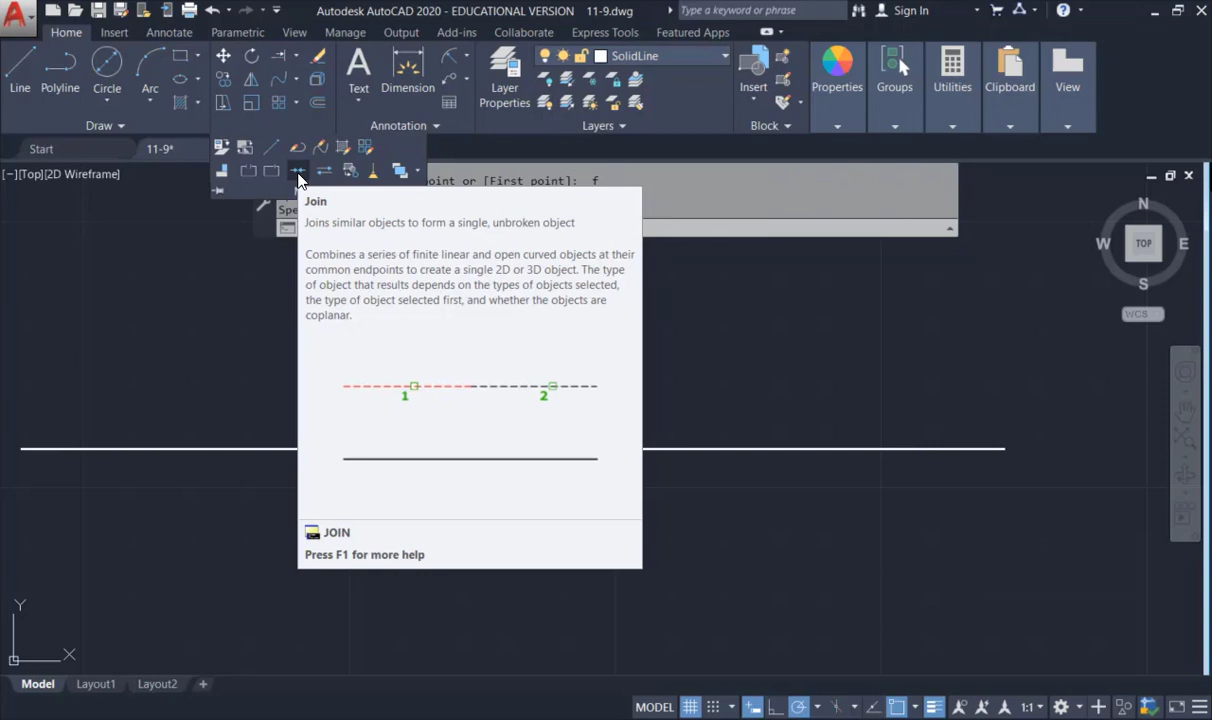 Autodesk AutoCAD 2020 - EDUCATIONAL VERSION 11-9.dwg
Type a keyword or phrase
Sign In
Home Insert Annotate Parametric View Manage Output Add-ins Collaborate Express Tools Featured Apps
SolidLine
Line Polyline Circle Arc
Text Dimension
Layer
Properties
Insert
Properties Groups Utilities Clipboard View
Draw Annotation Layers Block
Start 11-9*
[−][Top][2D Wireframe]
point or [First point]: f
Spe
Join
Joins similar objects to form a single, unbroken object
Combines a series of finite linear and open curved objects at their
common endpoints to create a single 2D or 3D object. The type
of object that results depends on the types of objects selected,
the type of object selected first, and whether the objects are
coplanar.
1 2
JOIN
Press F1 for more help
N
W TOP E
S
WCS
Y
X
Model Layout1 Layout2 +
MODEL 1:1